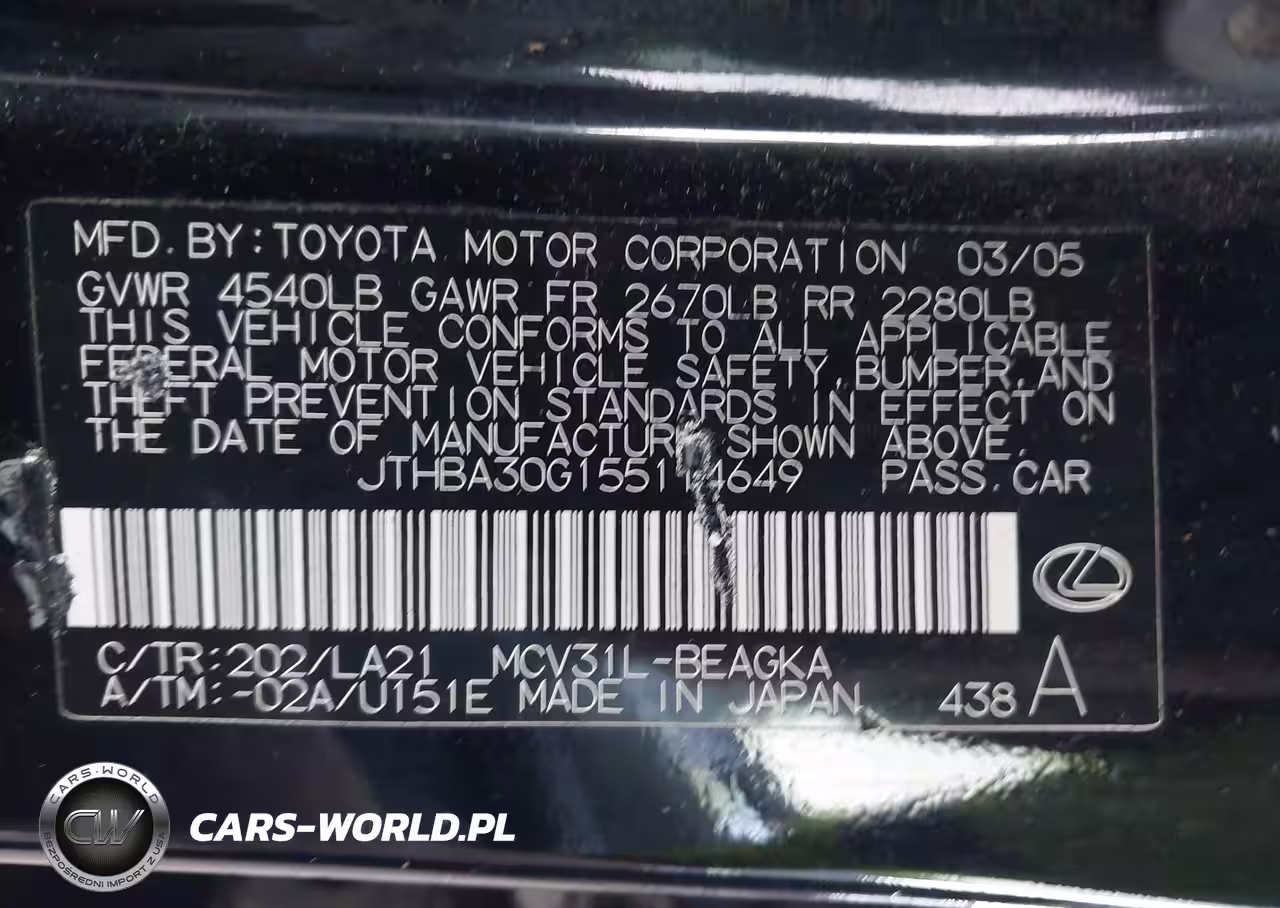 MFD. BY: TOYOTA MOTOR CORPORATION 03/05
GVWR 4540LB GAWR FR 2670LB RR 2280LB
THIS VEHICLE CONFORMS TO ALL APPLICABLE
FEDERAL MOTOR VEHICLE SAFETY, BUMPER, AND
THEFT PREVENTION STANDARDS IN EFFECT ON
THE DATE OF MANUFACTURE SHOWN ABOVE.
JTHBA30G155114649 PASS. CAR
C/TR: 202/LA21 MCV31L-BEAGKA
A/TM: -02A/U151E MADE IN JAPAN 438 A
CARS-WORLD
CW
BEZPOŚREDNI IMPORT Z USA
CARS-WORLD.PL